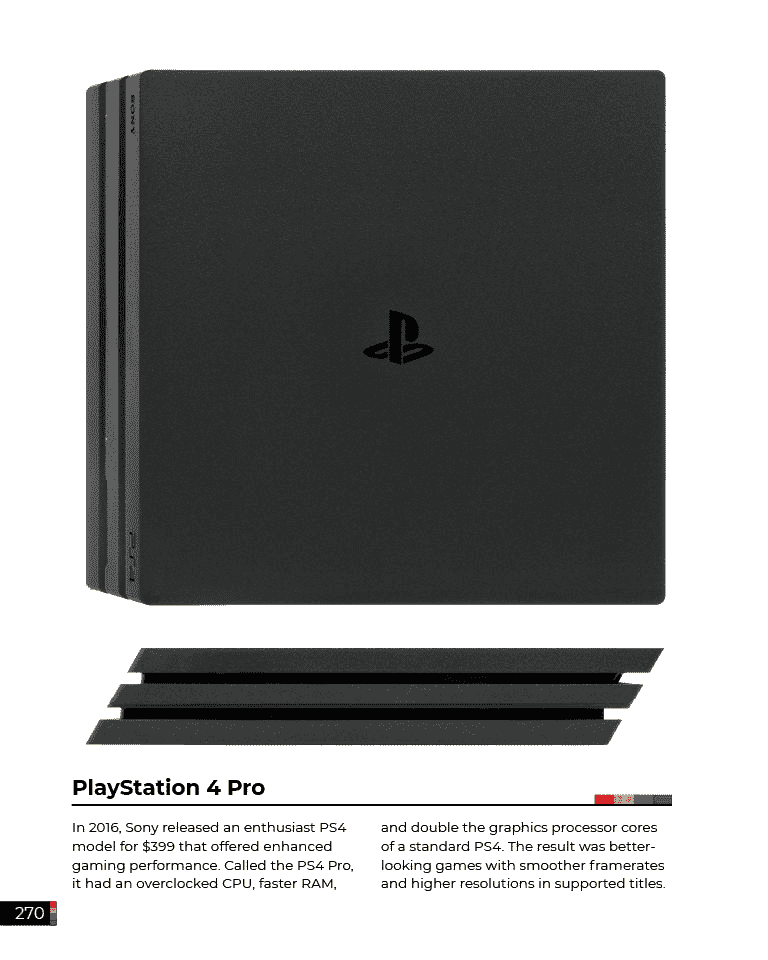 SONY
PS4
PlayStation 4 Pro
In 2016, Sony released an enthusiast PS4
model for $399 that offered enhanced
gaming performance. Called the PS4 Pro,
it had an overclocked CPU, faster RAM,
and double the graphics processor cores
of a standard PS4. The result was better-
looking games with smoother framerates
and higher resolutions in supported titles.
270